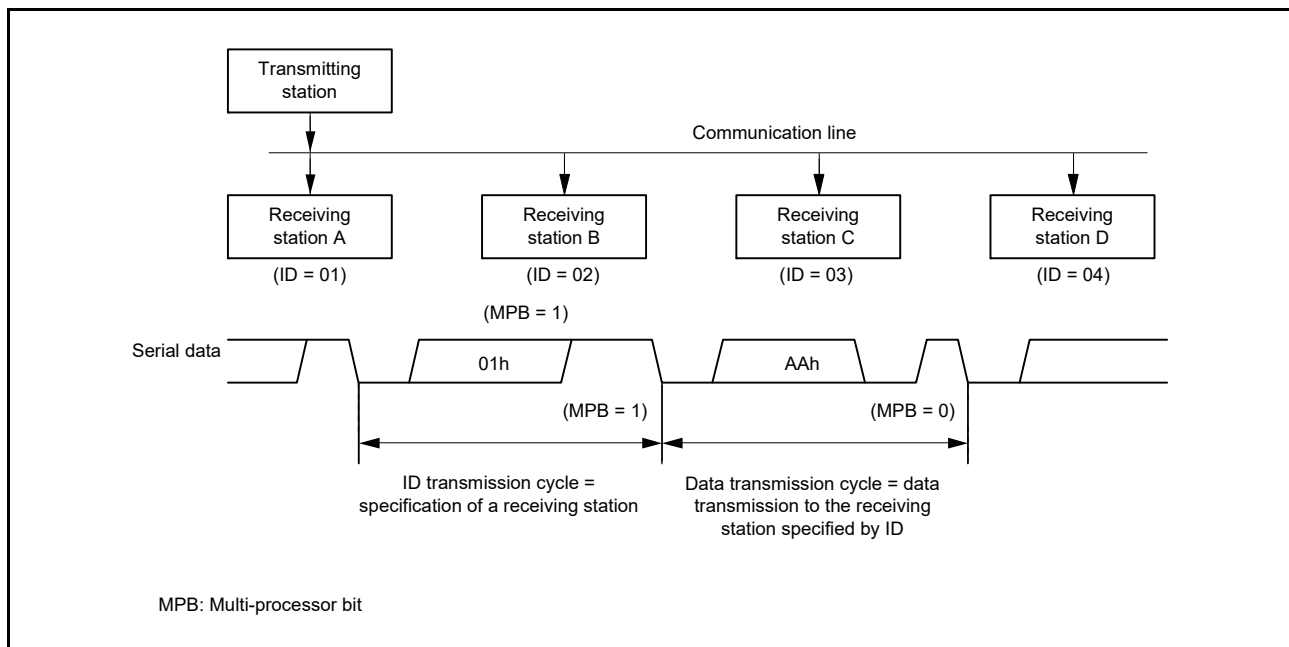 Transmitting
station
Communication line
Receiving
station A
Receiving
station B
Receiving
station C
Receiving
station D
(ID = 01)
(ID = 02)
(ID = 03)
(ID = 04)
(MPB = 1)
Serial data
01h
AAh
(MPB = 1)
(MPB = 0)
ID transmission cycle =
specification of a receiving station
Data transmission cycle = data
transmission to the receiving
station specified by ID
MPB: Multi-processor bit